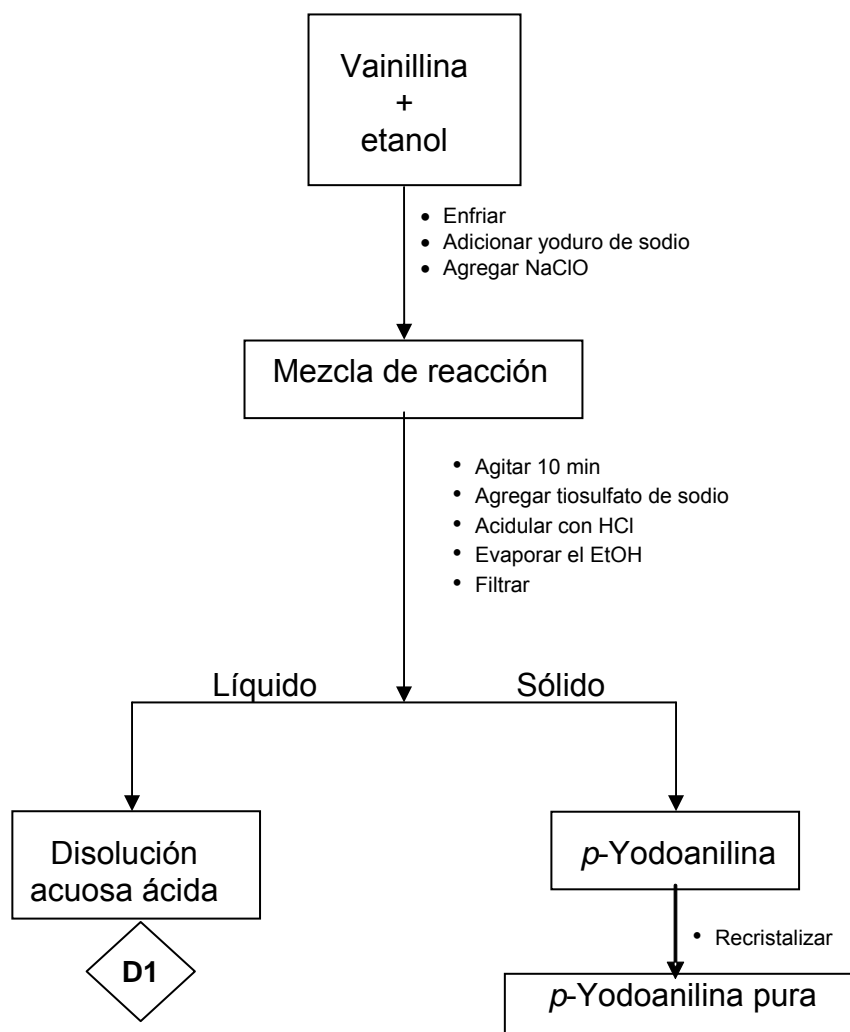 Vainillina
+
etanol
• Enfriar
• Adicionar yoduro de sodio
• Agregar NaClO
Mezcla de reacción
• Agitar 10 min
• Agregar tiosulfato de sodio
• Acidular con HCl
• Evaporar el EtOH
• Filtrar
Líquido
Sólido
Disolución
acuosa ácida
p-Yodoanilina
D1
• Recristalizar
p-Yodoanilina pura